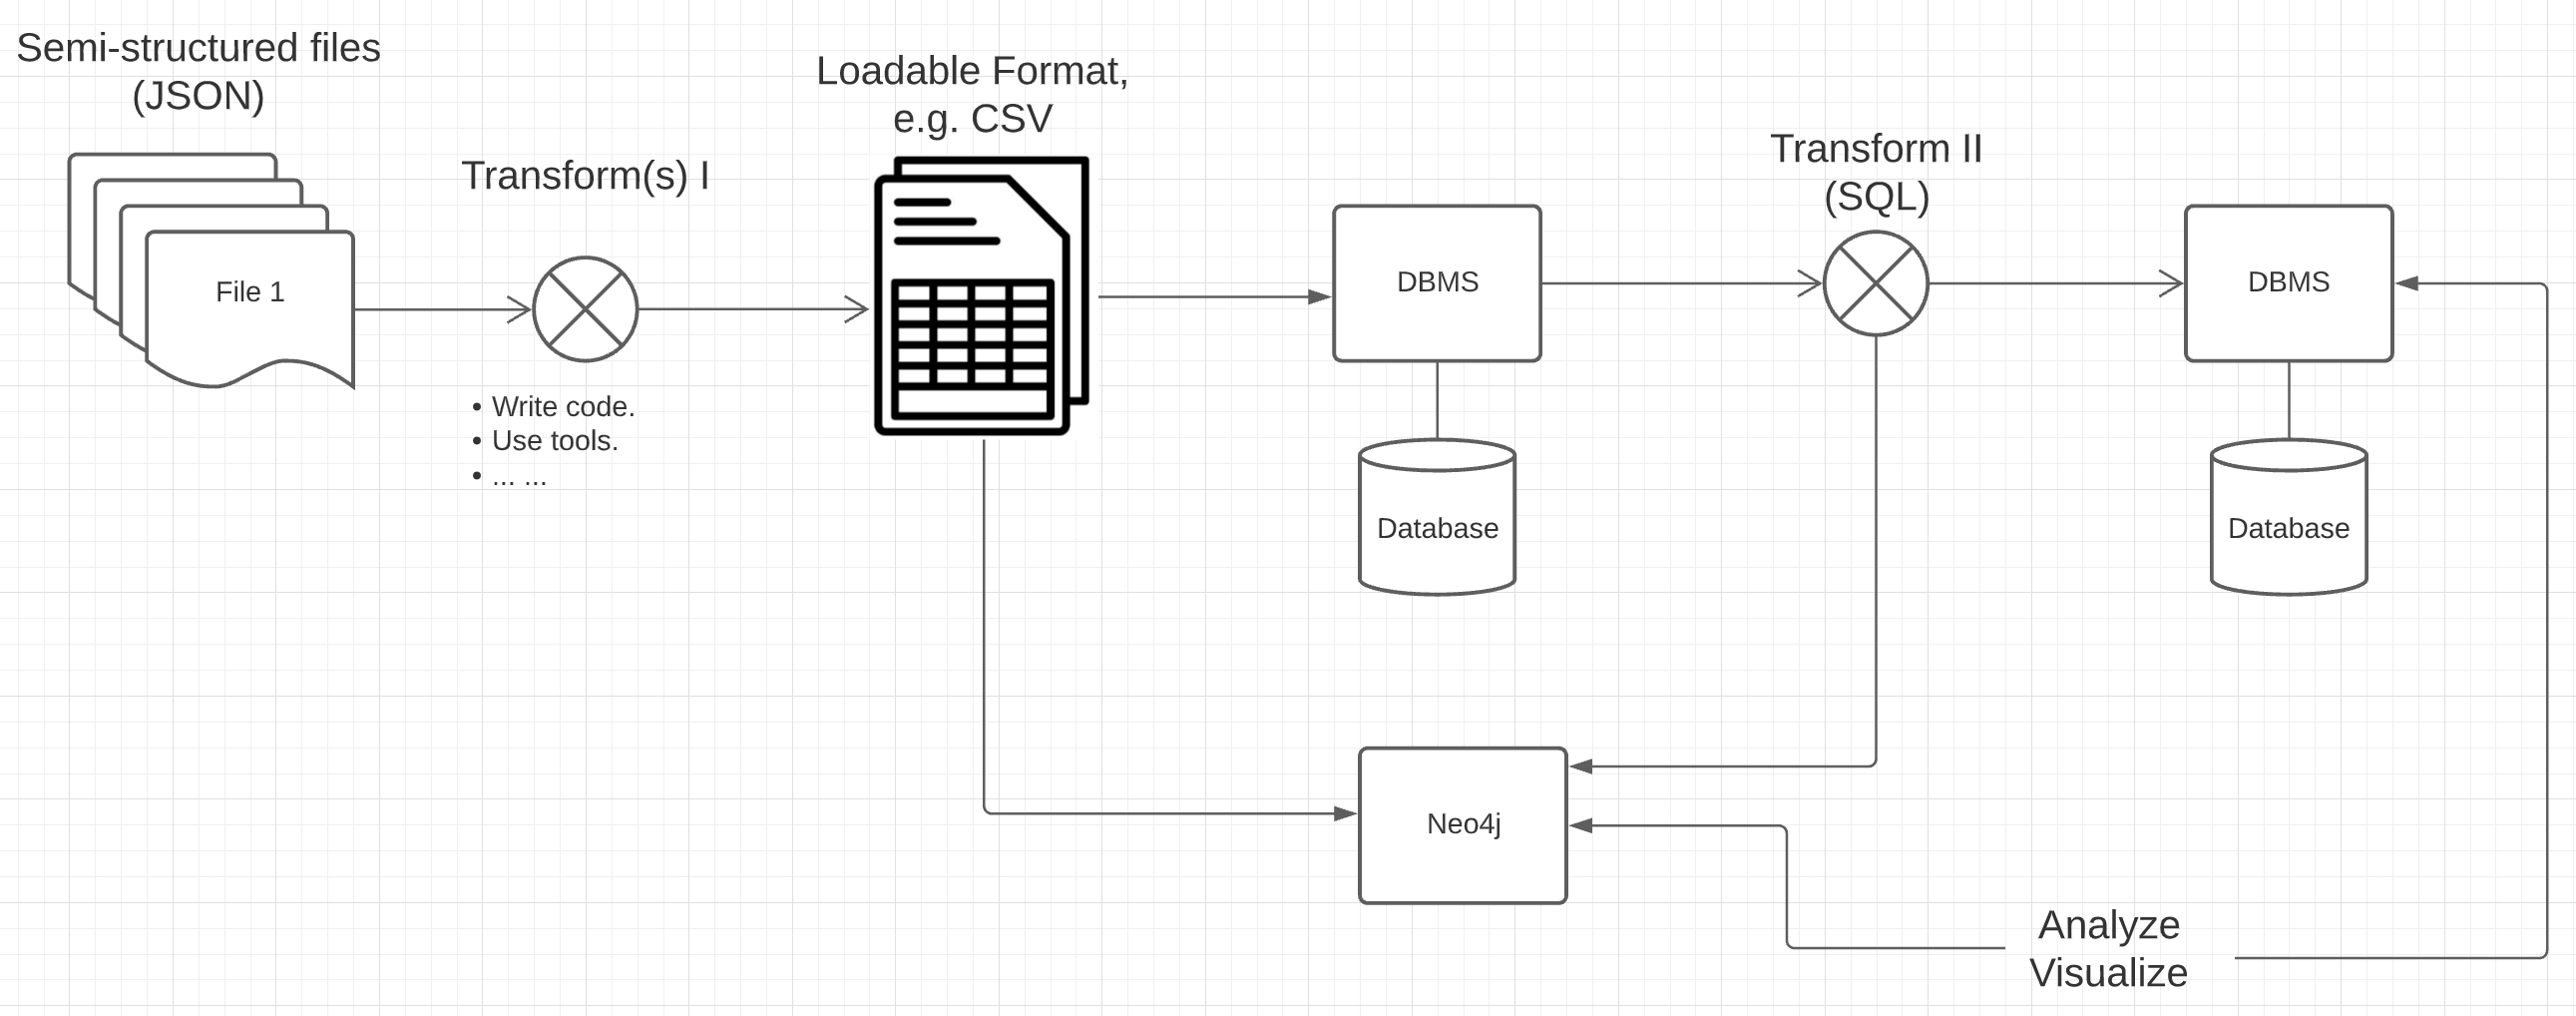 Semi-structured files
(JSON)
File 1
Transform(s) I
• Write code.
• Use tools.
• ... ...
Loadable Format,
e.g. CSV
DBMS
Database
Transform II
(SQL)
DBMS
Database
Neo4j
Analyze
Visualize